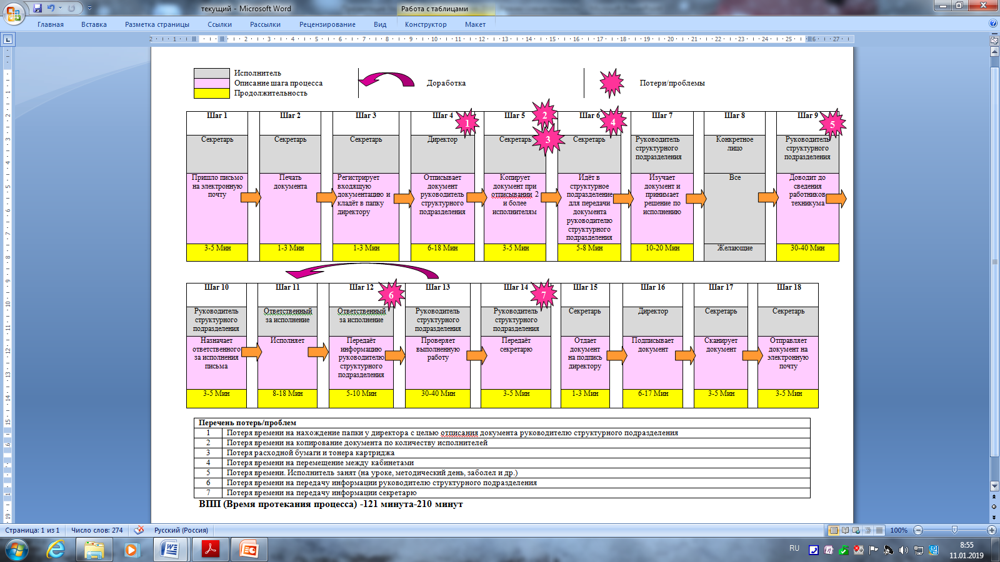 текущий - Microsoft Word
Работа с таблицами
Главная Вставка Разметка страницы Ссылки Рассылки Рецензирование Вид Конструктор Макет
Исполнитель
Описание шага процесса
Продолжительность
Доработка
Потери/проблемы
Шаг 1 Шаг 2 Шаг 3 Шаг 4 Шаг 5 Шаг 6 Шаг 7 Шаг 8 Шаг 9
1 2 3 4 5
Секретарь
Секретарь
Секретарь
Директор
Секретарь
Секретарь
Руководитель
структурного
подразделения
Конкретное
лицо
Руководитель
структурного
подразделения
Пришло письмо
на электронную
почту
Печать
документа
Регистрирует
входящую
документацию и
кладёт в папку
директору
Отписывает
документ
руководитель
структурного
подразделения
Копирует
документ при
отписывании 2
и более
исполнителям
Идёт в
структурное
подразделение
для передачи
документа
руководителю
структурного
подразделения
Изучает
документ и
принимает
решение по
исполнению
Все
Доводит до
сведения
работников
техникума
3-5 Мин 1-3 Мин 1-3 Мин 6-18 Мин 3-5 Мин 5-8 Мин 10-20 Мин Желающие 30-40 Мин
Шаг 10 Шаг 11 Шаг 12 Шаг 13 Шаг 14 Шаг 15 Шаг 16 Шаг 17 Шаг 18
6 7
Руководитель
структурного
подразделения
Ответственный
за исполнение
Ответственный
за исполнение
Руководитель
структурного
подразделения
Руководитель
структурного
подразделения
Секретарь
Директор
Секретарь
Секретарь
Назначает
ответственного
за исполнения
письма
Исполняет
Передаёт
информацию
руководителю
структурного
подразделения
Проверяет
выполненную
работу
Передаёт
секретарю
Отдает
документ
на подпись
директору
Подписывает
документ
Сканирует
документ
Отправляет
документ на
электронную
почту
3-5 Мин 8-18 Мин 5-10 Мин 30-40 Мин 3-5 Мин 1-3 Мин 6-17 Мин 3-5 Мин 3-5 Мин
Перечень потерь/проблем
1 Потеря времени на нахождение папки у директора с целью отписания документа руководителю структурного подразделения
2 Потеря времени на копирование документа по количеству исполнителей
3 Потеря расходной бумаги и тонера картриджа
4 Потеря времени на перемещение между кабинетами
5 Потеря времени. Исполнитель занят (на уроке, методический день, заболел и др.)
6 Потеря времени на передачу информации руководителю структурного подразделения
7 Потеря времени на передачу информации секретарю
ВПП (Время протекания процесса) -121 минута-210 минут
Страница: 1 из 1 Число слов: 274 Русский (Россия) 100%
RU
8:55
11.01.2019